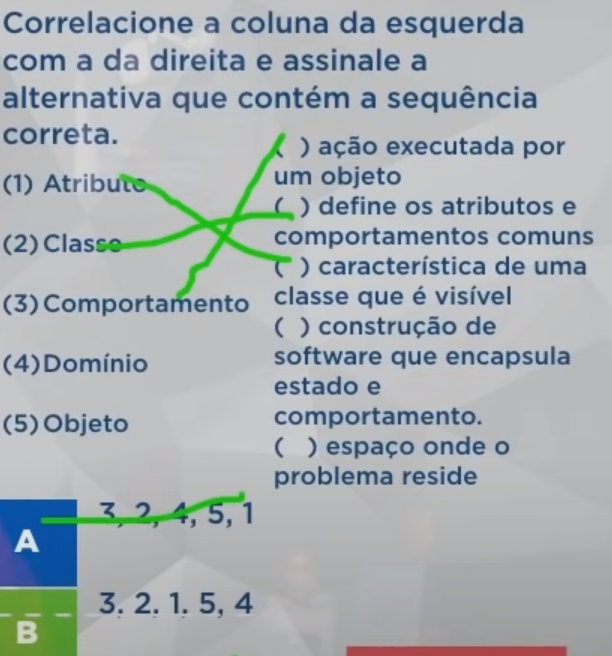 Correlacione a coluna da esquerda
com a da direita e assinale a
alternativa que contém a sequência
correta.
(1) Atributo
(2) Classe
(3) Comportamento
(4) Domínio
(5) Objeto
( ) ação executada por
um objeto
( ) define os atributos e
comportamentos comuns
( ) característica de uma
classe que é visível
( ) construção de
software que encapsula
estado e
comportamento.
( ) espaço onde o
problema reside
A 3, 2, 4, 5, 1
B 3. 2. 1. 5, 4